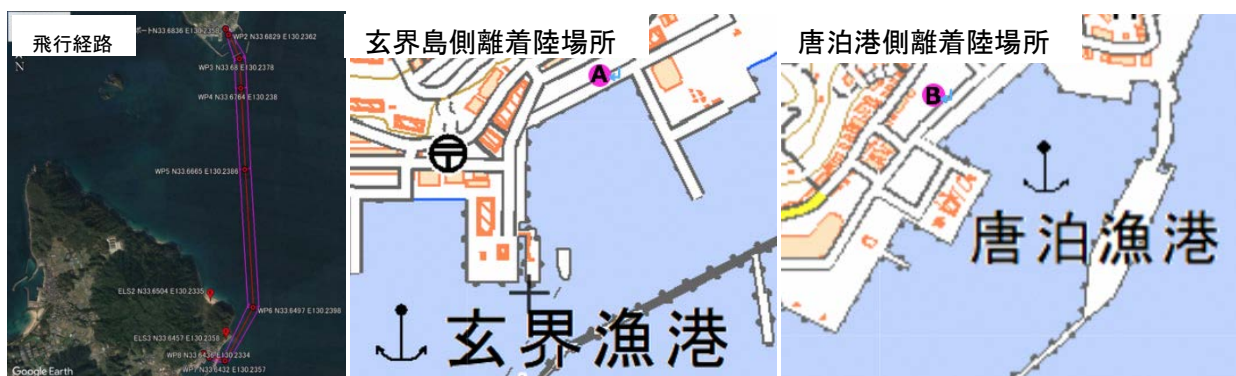 飛行経路
N
ポートN33.6836 E130.2358
WP2 N33.6829 E130.2362
WP3 N33.68 E130.2378
WP4 N33.6764 E130.238
WP5 N33.6665 E130.2386
ELS2 N33.6504 E130.2335
WP6 N33.6497 E130.2398
ELS3 N33.6457 E130.2358
WP8 N33.6436 E130.2334
WP7 N33.6432 E130.2357
Google Earth
玄界島側離着陸場所
A
玄界漁港
唐泊港側離着陸場所
B
唐泊漁港